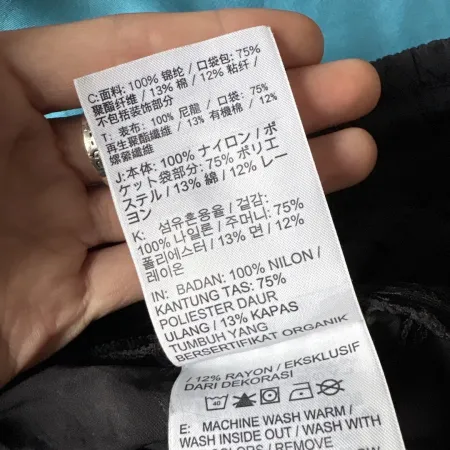 C:面料: 100% 锦纶 / 口袋包: 75%
聚酯纤维 / 13% 棉 / 12% 粘纤 /
不包括装饰部分
T: 表布: 100% 尼龍 / 口袋: 75%
再生聚酯纖維 / 13% 有機棉 / 12%
嫘縈纖維
J:本体: 100% ナイロン / ポ
ケット袋部分: 75% ポリエ
ステル / 13% 綿 / 12% レー
ヨン
K: 섬유혼용율 / 겉감:
100% 나일론 / 주머니: 75%
폴리에스터 / 13% 면 / 12%
레이온
IN: BADAN: 100% NILON /
KANTUNG TAS: 75%
POLIESTER DAUR
ULANG / 13% KAPAS
TUMBUH YANG
BERSERTIFIKAT ORGANIK
/ 12% RAYON / EKSKLUSIF
DARI DEKORASI
40
E: MACHINE WASH WARM /
WASH INSIDE OUT / WASH WITH
COLORS / REMOVE